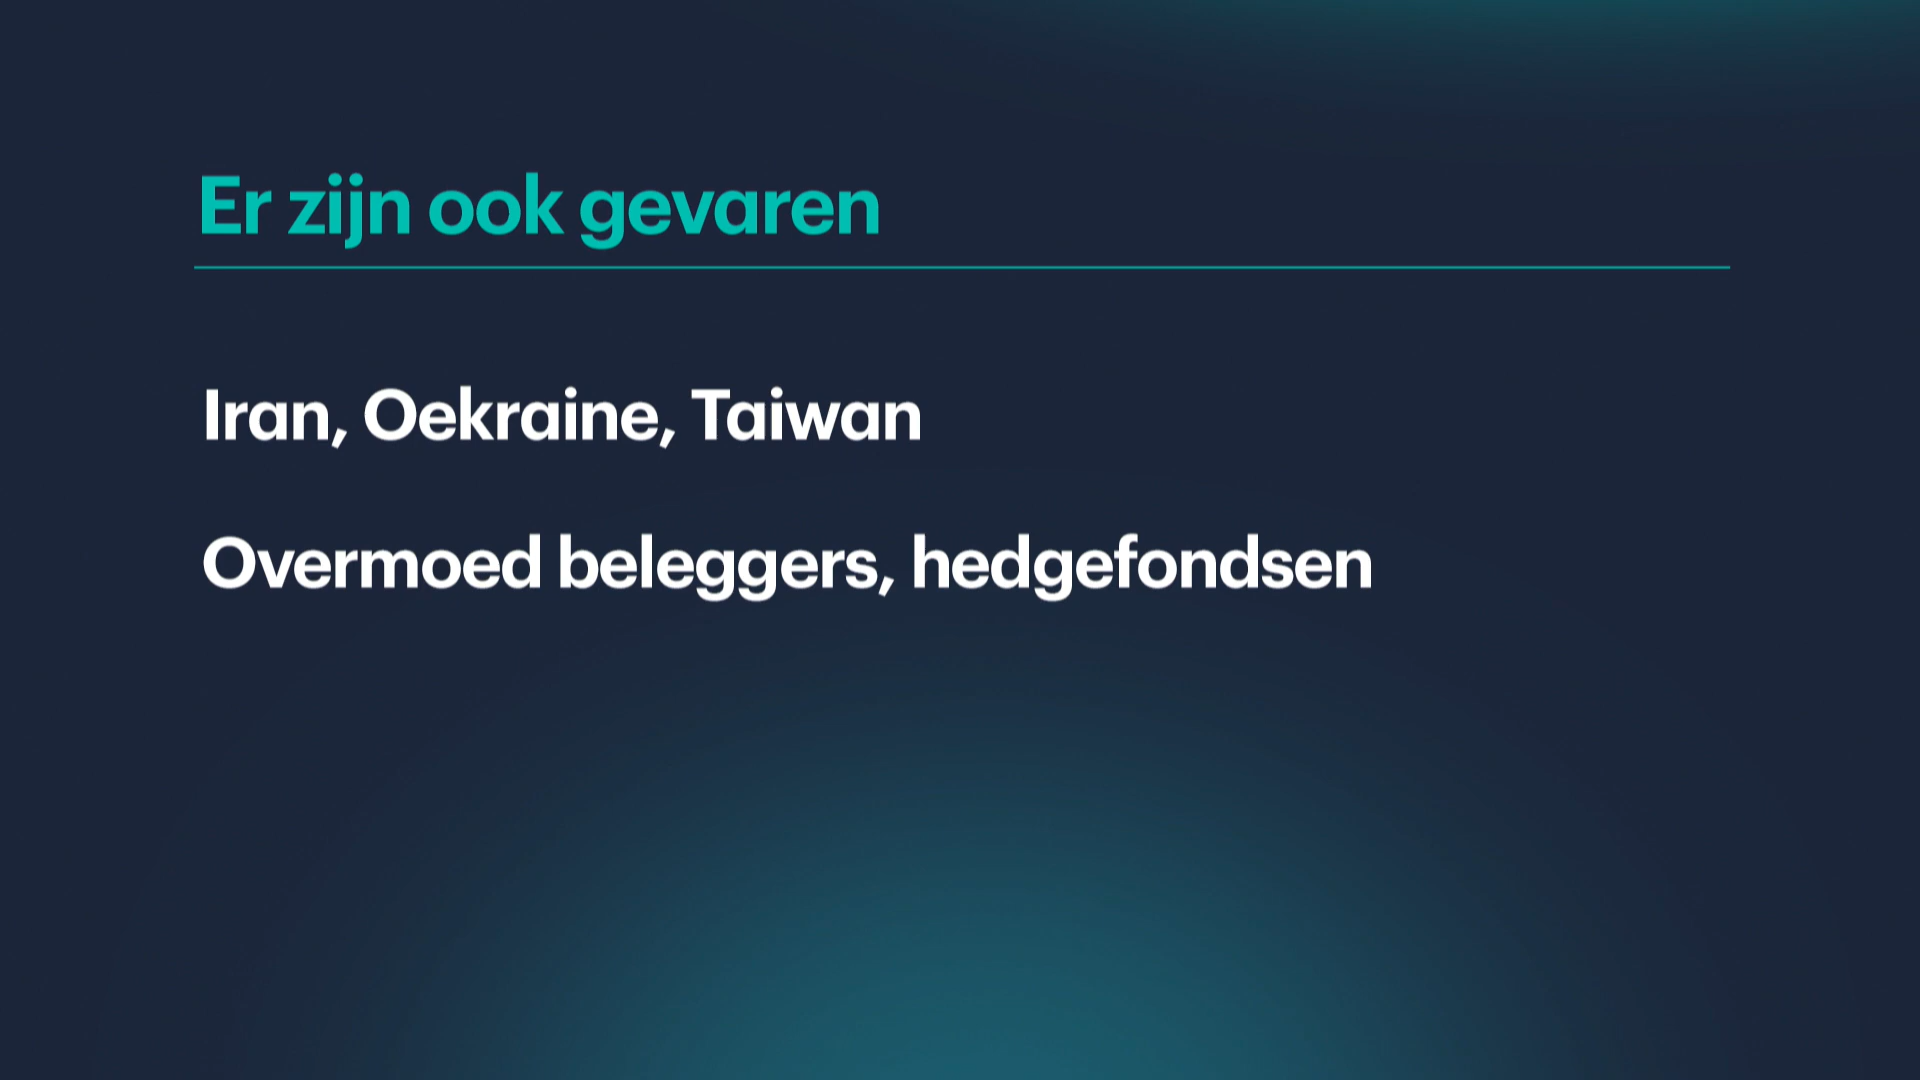 Er zijn ook gevaren
Iran, Oekraine, Taiwan
Overmoed beleggers, hedgefondsen